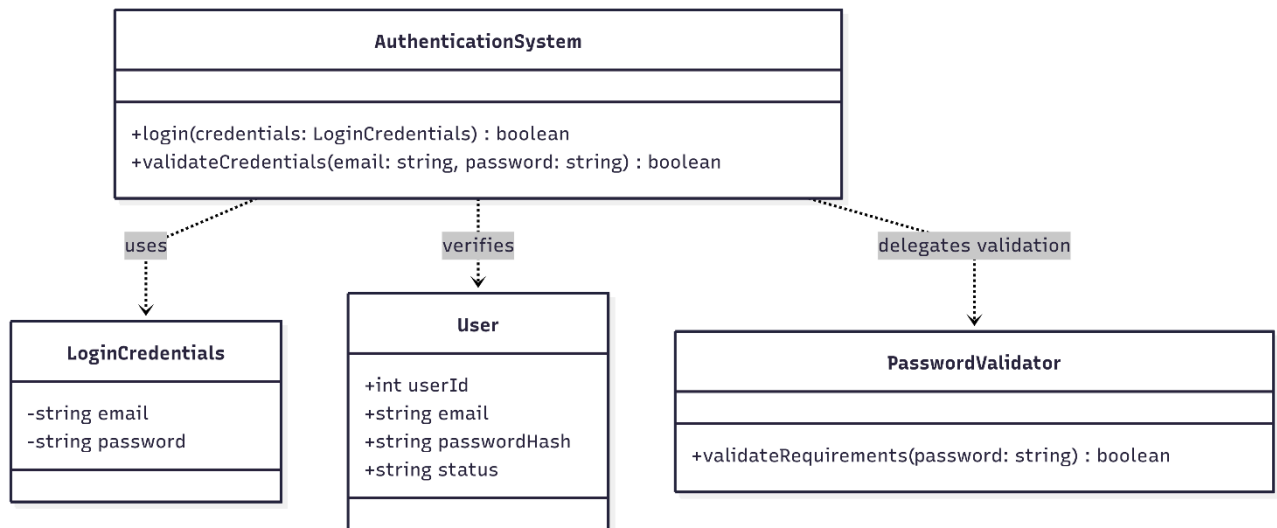 AuthenticationSystem
+login(credentials: LoginCredentials) : boolean
+validateCredentials(email: string, password: string) : boolean
uses
verifies
delegates validation
LoginCredentials
-string email
-string password
User
+int userId
+string email
+string passwordHash
+string status
PasswordValidator
+validateRequirements(password: string) : boolean